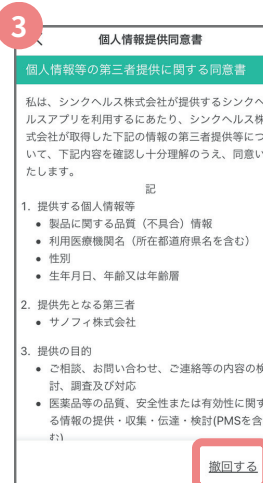 3
個人情報提供同意書
個人情報等の第三者提供に関する同意書
私は、シンクヘルス株式会社が提供するシンクヘ
ルスアプリを利用するにあたり、シンクヘルス株
式会社が取得した下記の情報の第三者提供等につ
いて、下記内容を確認し十分理解のうえ、同意い
たします。
記
1. 提供する個人情報等
• 製品に関する品質（不具合）情報
• 利用医療機関名（所在都道府県名を含む）
• 性別
• 生年月日、年齢又は年齢層
2. 提供先となる第三者
• サノフィ株式会社
3. 提供の目的
• ご相談、お問い合わせ、ご連絡等の内容の検
討、調査及び対応
• 医薬品等の品質、安全性または有効性に関す
る情報の提供・収集・伝達・検討(PMSを含
む)
撤回する